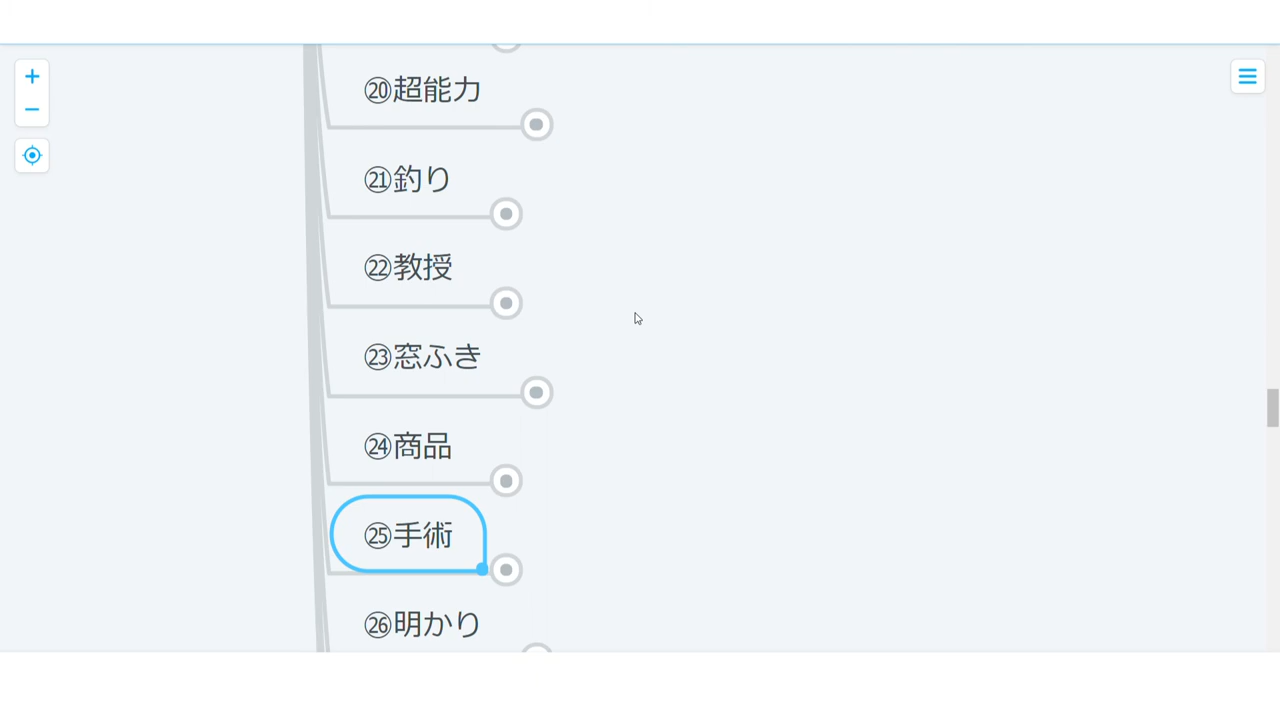 ⑳超能力
㉑釣り
㉒教授
㉓窓ふき
㉔商品
㉕手術
㉖明かり